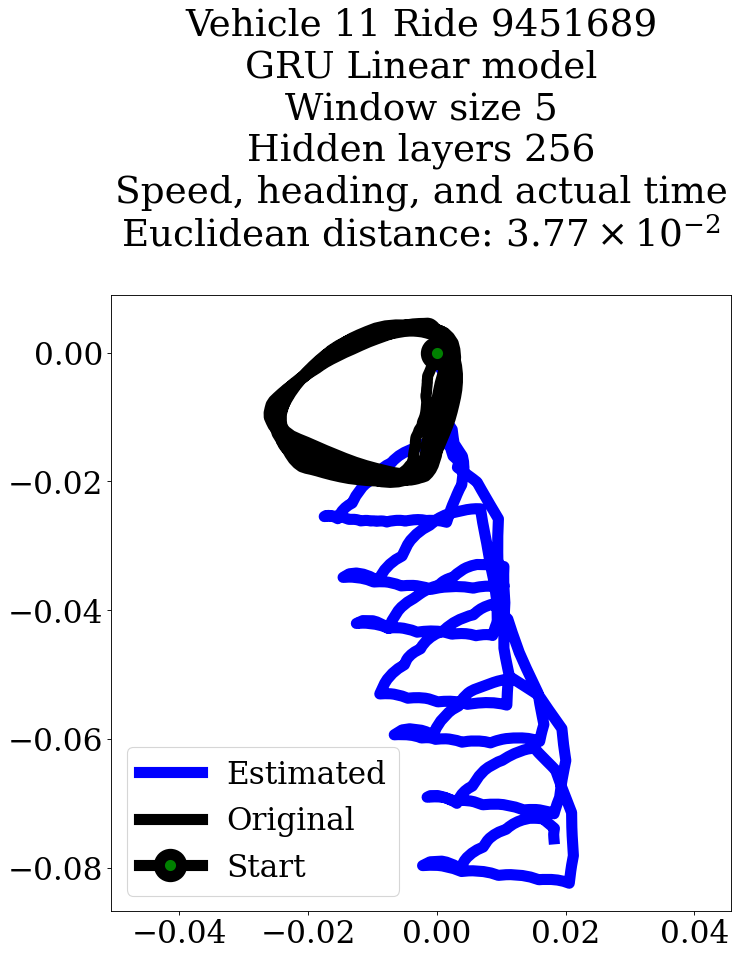 Vehicle 11 Ride 9451689
GRU Linear model
Window size 5
Hidden layers 256
Speed, heading, and actual time
Euclidean distance: 3.77 × 10⁻²
0.00
−0.02
−0.04
−0.06
−0.08
Estimated
Original
Start
−0.04 −0.02 0.00 0.02 0.04